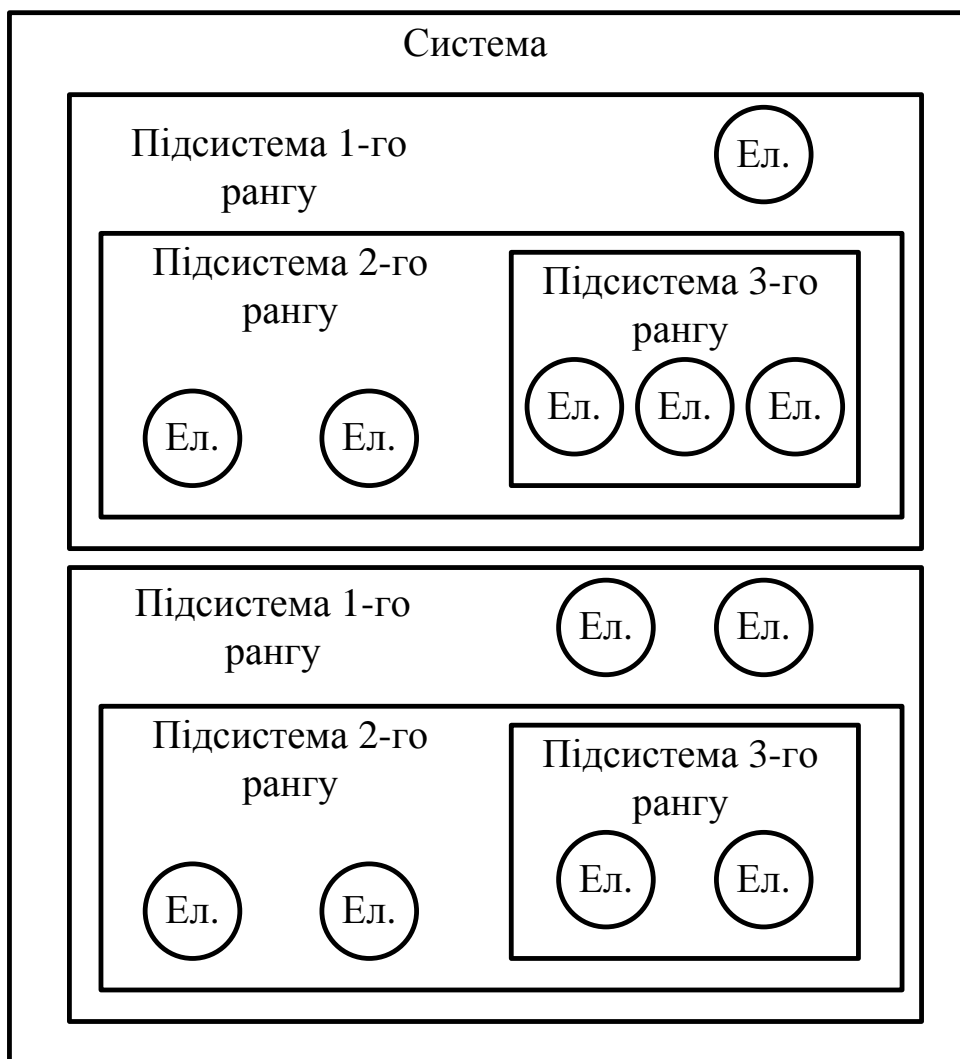 Система
Підсистема 1-го
рангу
Ел.
Підсистема 2-го
рангу
Підсистема 3-го
рангу
Ел. Ел. Ел.
Ел. Ел.
Підсистема 1-го
рангу
Ел. Ел.
Підсистема 2-го
рангу
Підсистема 3-го
рангу
Ел. Ел.
Ел. Ел.